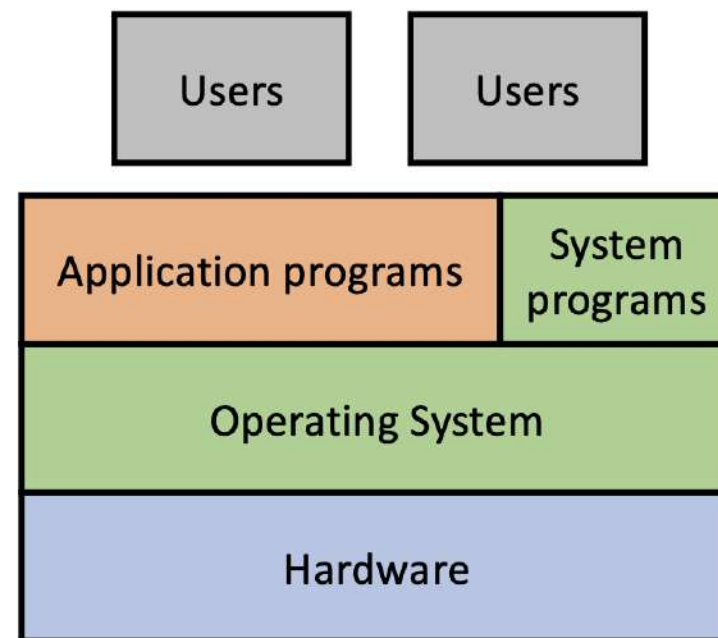 Users
Users
Application programs
System
programs
Operating System
Hardware